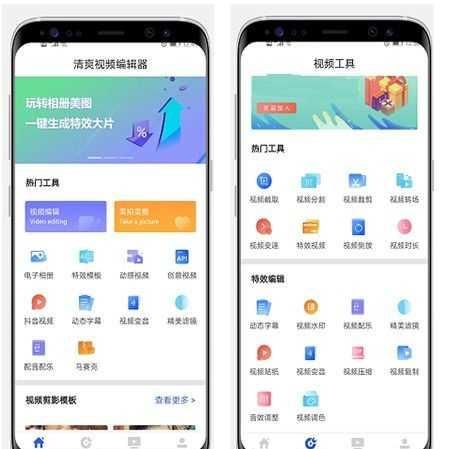 清爽视频编辑器
玩转相册美图
一键生成特效大片
热门工具
视频编辑
Video editing
美拍美图
Take a picture
电子相册 特效模板 动感视频 创意视频
抖音视频 动态字幕 视频变音 精美滤镜
配音配乐 马赛克
视频剪影模板 查看更多 >
视频工具
热门工具
视频截取 视频分割 视频裁剪 视频转场
视频变速 特效视频 视频倒放 视频时长
特效编辑
动态字幕 视频水印 视频配乐 精美滤镜
视频贴纸 视频变音 视频压缩 视频复制
音效调整 视频调色